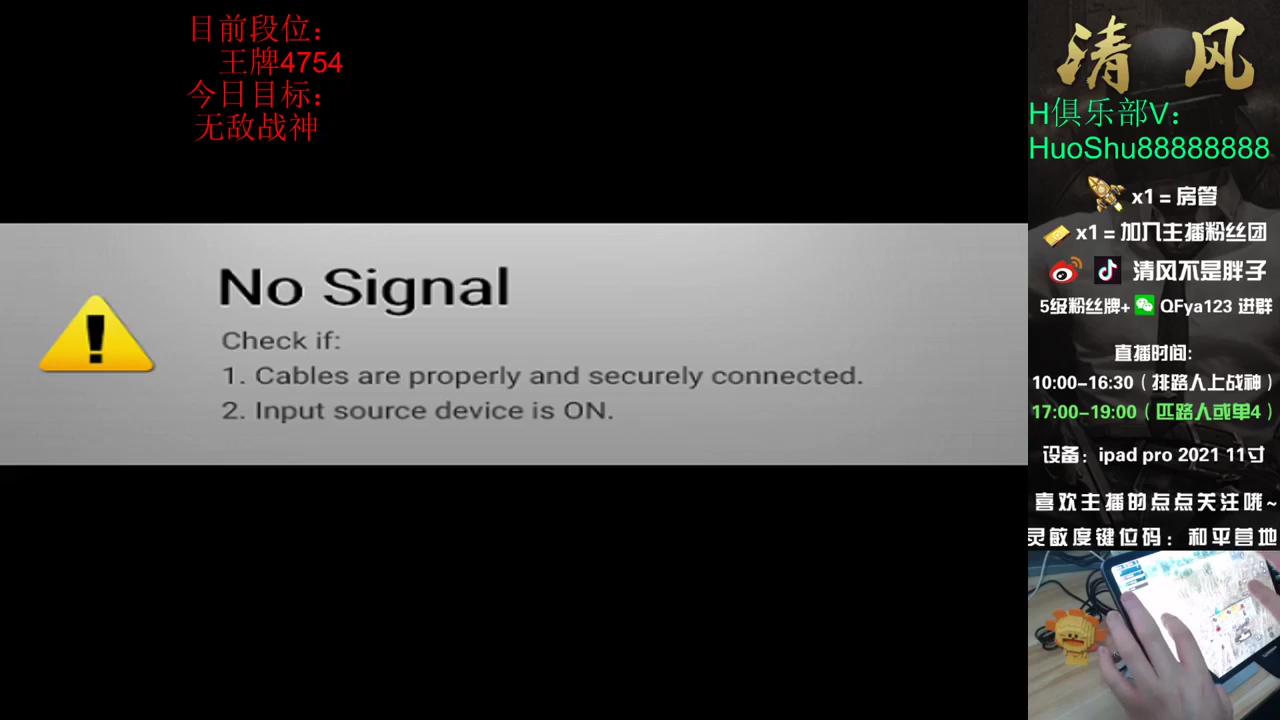 目前段位：
王牌4754
今日目标：
无敌战神
No Signal
Check if:
1. Cables are properly and securely connected.
2. Input source device is ON.
清 风
H俱乐部V：
HuoShu88888888
x1 = 房管
x1 = 加入主播粉丝团
清风不是胖子
5级粉丝牌+ QFya123 进群
直播时间：
10:00-16:30（排路人上战神）
17:00-19:00（匹路人或单4）
设备：ipad pro 2021 11寸
喜欢主播的点点关注哦~
灵敏度键位码：和平营地